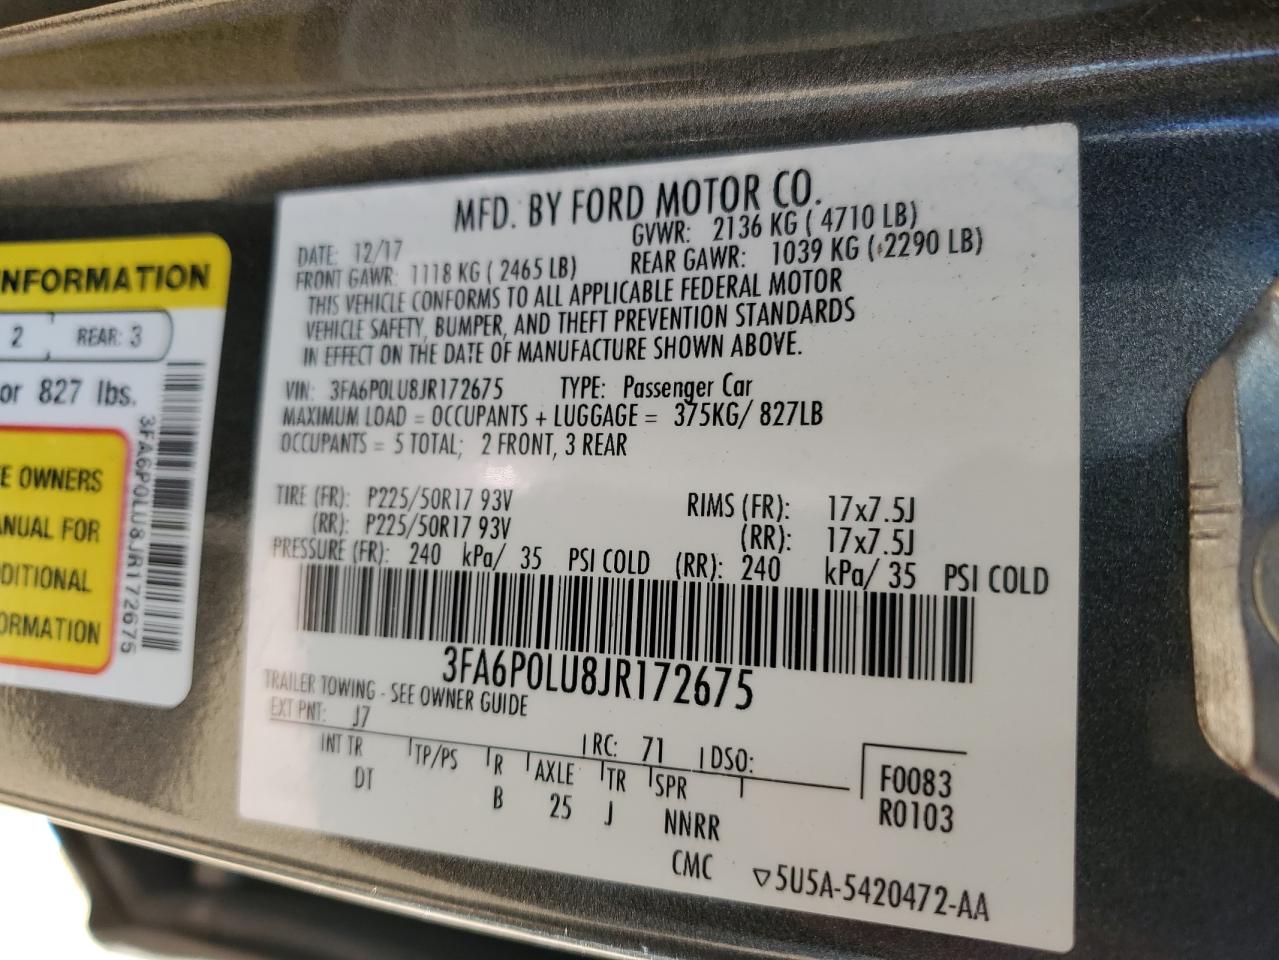 MFD. BY FORD MOTOR CO.
DATE: 12/17 GVWR: 2136 KG ( 4710 LB)
FRONT GAWR: 1118 KG ( 2465 LB) REAR GAWR: 1039 KG ( 2290 LB)
THIS VEHICLE CONFORMS TO ALL APPLICABLE FEDERAL MOTOR
VEHICLE SAFETY, BUMPER, AND THEFT PREVENTION STANDARDS
IN EFFECT ON THE DATE OF MANUFACTURE SHOWN ABOVE.
VIN: 3FA6P0LU8JR172675 TYPE: Passenger Car
MAXIMUM LOAD = OCCUPANTS + LUGGAGE = 375KG/ 827LB
OCCUPANTS = 5 TOTAL; 2 FRONT, 3 REAR
TIRE (FR): P225/50R17 93V RIMS (FR): 17x7.5J
(RR): P225/50R17 93V (RR): 17x7.5J
PRESSURE (FR): 240 kPa/ 35 PSI COLD (RR): 240 kPa/ 35 PSI COLD
3FA6P0LU8JR172675
TRAILER TOWING - SEE OWNER GUIDE
EXT PNT: J7 RC: 71 DSO:
INT TR TP/PS R AXLE TR SPR F0083
DT B 25 J NNRR R0103
CMC ▽5U5A-5420472-AA
INFORMATION
2 REAR: 3
or 827 lbs.
3FA6P0LU8JR172675
E OWNERS
ANUAL FOR
DDITIONAL
ORMATION